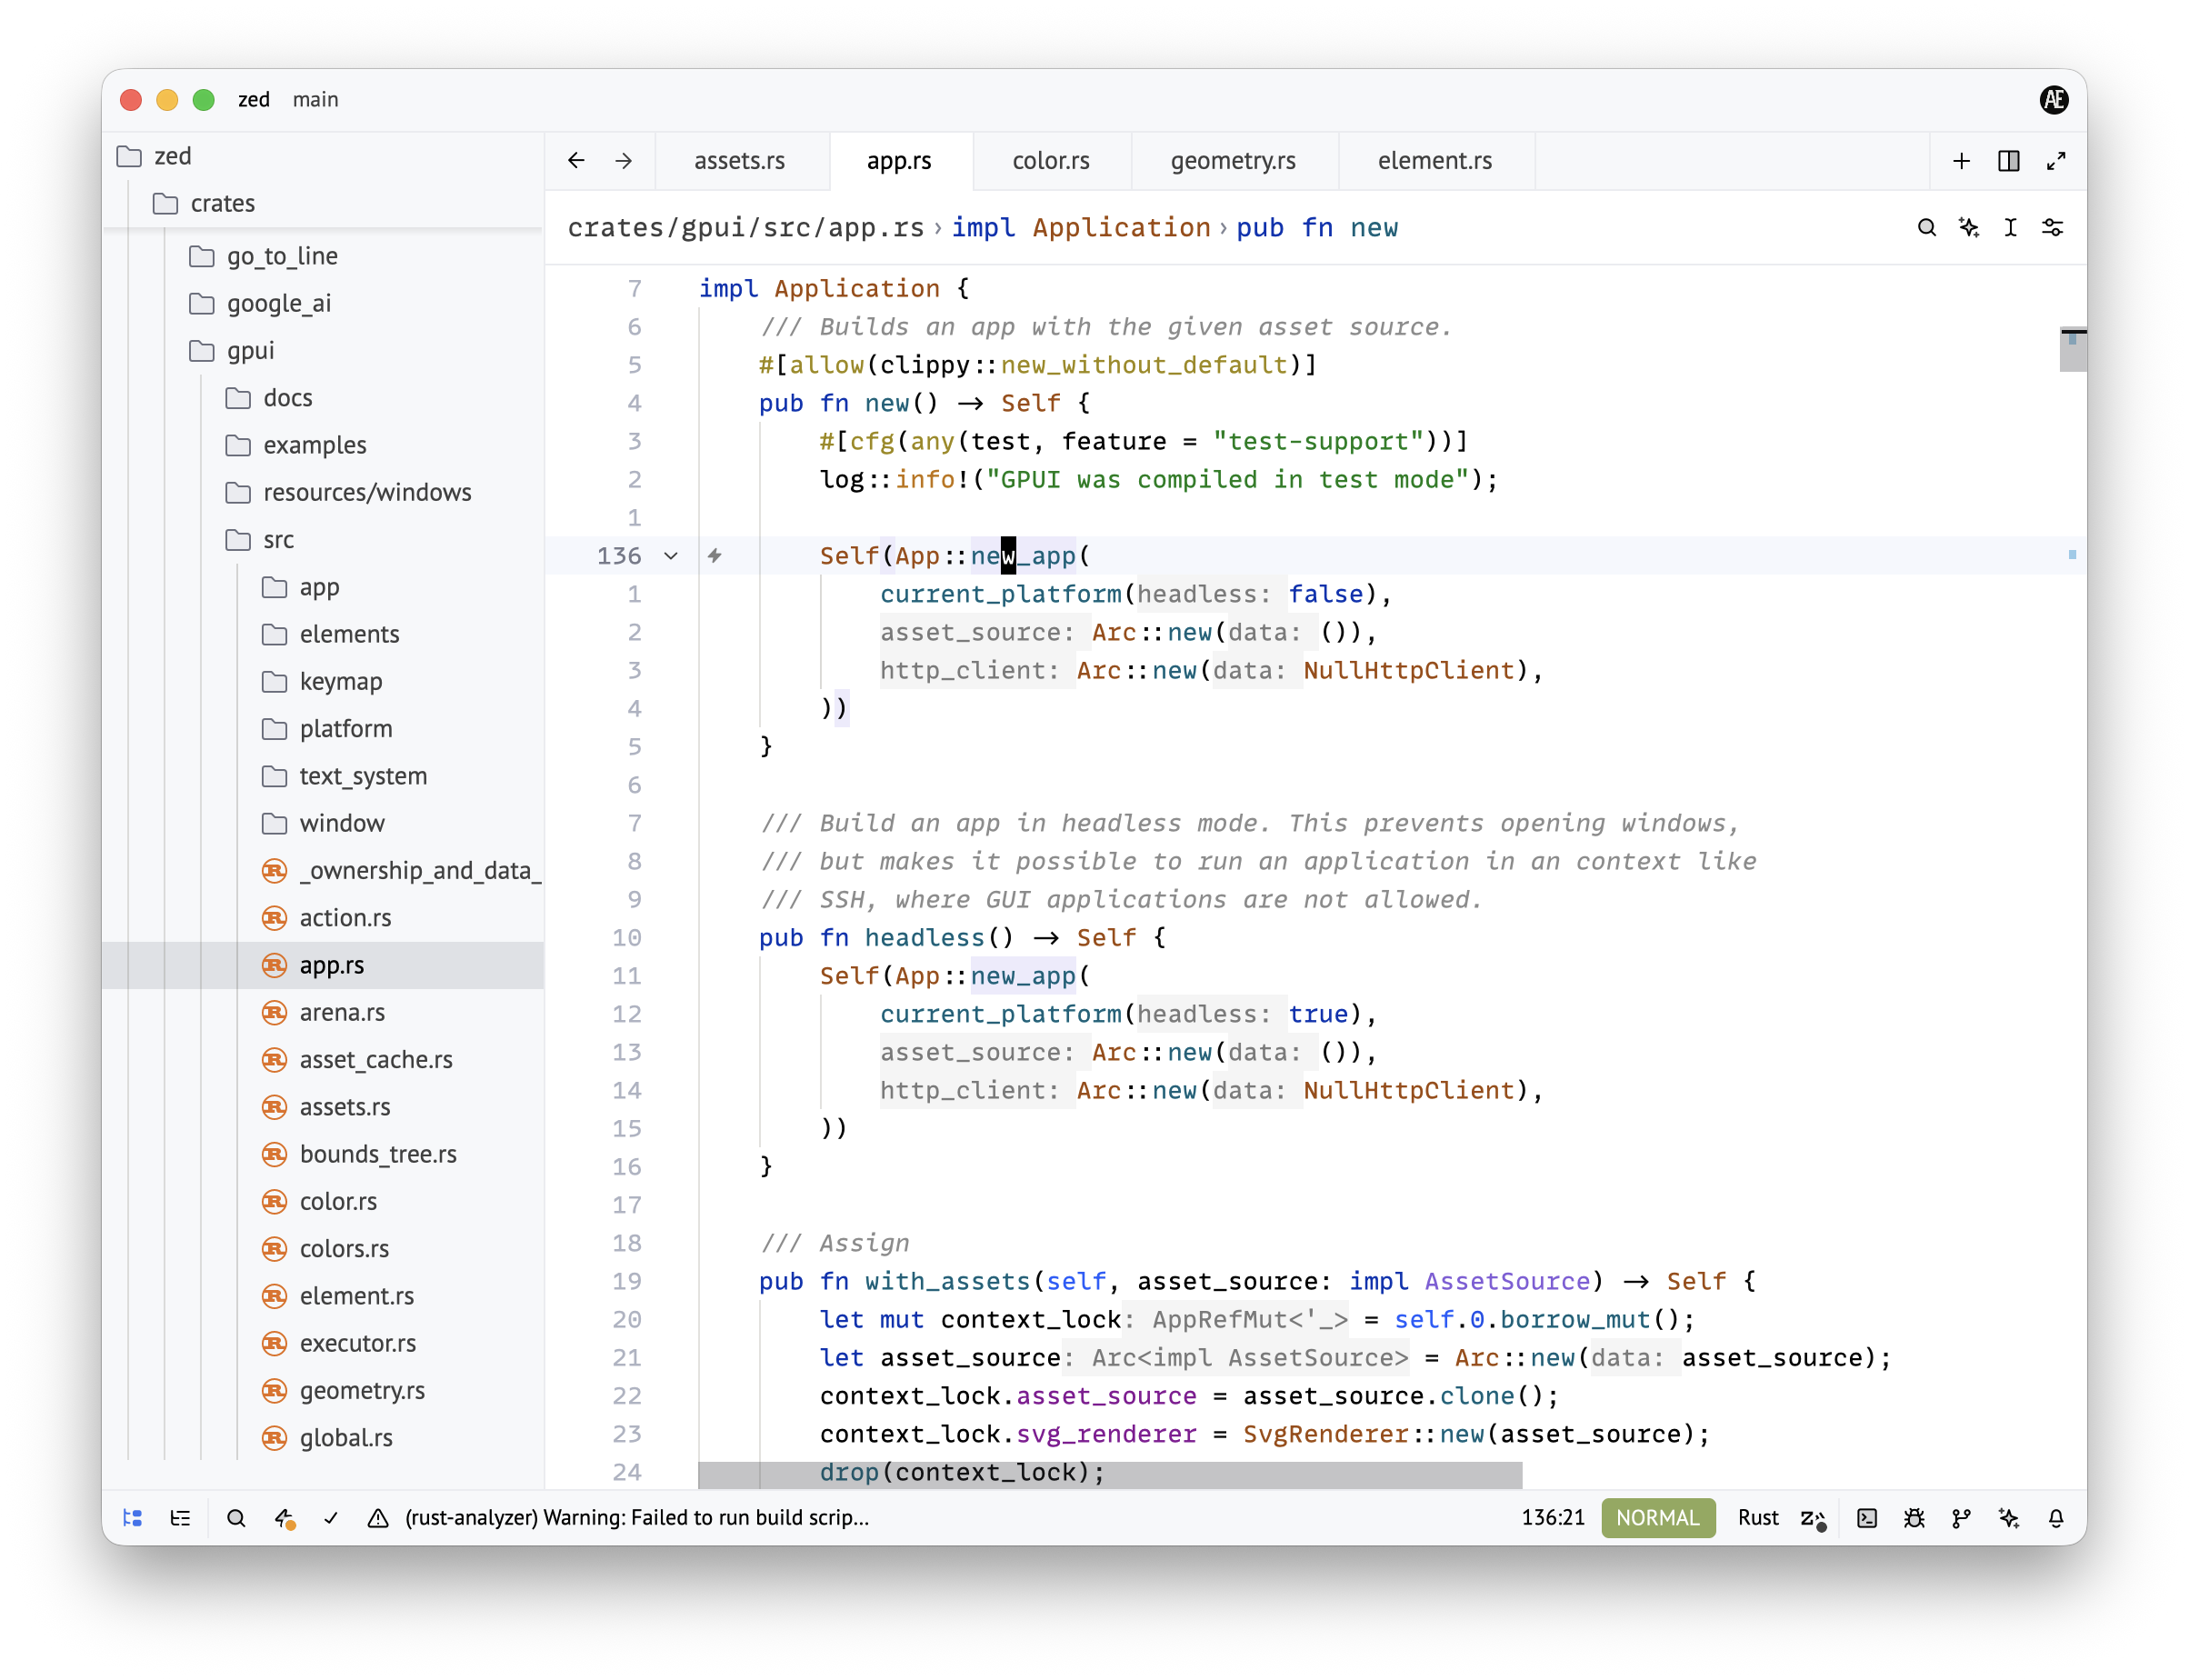 zed main
AE
zed
crates
go_to_line
google_ai
gpui
docs
examples
resources/windows
src
app
elements
keymap
platform
text_system
window
_ownership_and_data_
action.rs
app.rs
arena.rs
asset_cache.rs
assets.rs
bounds_tree.rs
color.rs
colors.rs
element.rs
executor.rs
geometry.rs
global.rs
assets.rs app.rs color.rs geometry.rs element.rs
crates/gpui/src/app.rs › impl Application › pub fn new
7 impl Application {
6 /// Builds an app with the given asset source.
5 #[allow(clippy::new_without_default)]
4 pub fn new() -> Self {
3 #[cfg(any(test, feature = "test-support"))]
2 log::info!("GPUI was compiled in test mode");
1
136 Self(App::new_app(
1 current_platform(headless: false),
2 asset_source: Arc::new(data: ()),
3 http_client: Arc::new(data: NullHttpClient),
4 ))
5 }
6
7 /// Build an app in headless mode. This prevents opening windows,
8 /// but makes it possible to run an application in an context like
9 /// SSH, where GUI applications are not allowed.
10 pub fn headless() -> Self {
11 Self(App::new_app(
12 current_platform(headless: true),
13 asset_source: Arc::new(data: ()),
14 http_client: Arc::new(data: NullHttpClient),
15 ))
16 }
17
18 /// Assign
19 pub fn with_assets(self, asset_source: impl AssetSource) -> Self {
20 let mut context_lock: AppRefMut<'_> = self.0.borrow_mut();
21 let asset_source: Arc<impl AssetSource> = Arc::new(data: asset_source);
22 context_lock.asset_source = asset_source.clone();
23 context_lock.svg_renderer = SvgRenderer::new(asset_source);
24 drop(context_lock);
(rust-analyzer) Warning: Failed to run build scrip... 136:21 NORMAL Rust